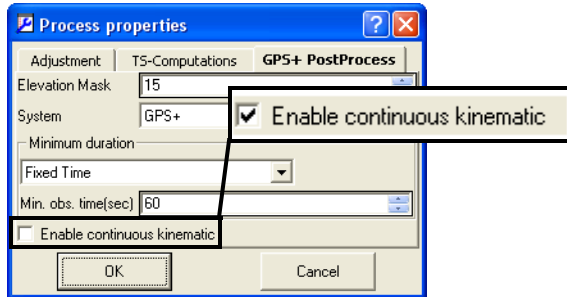 Process properties
Adjustment TS-Computations GPS+ PostProcess
Elevation Mask 15
System GPS+
Enable continuous kinematic
Minimum duration
Fixed Time
Min. obs. time(sec) 60
Enable continuous kinematic
OK Cancel